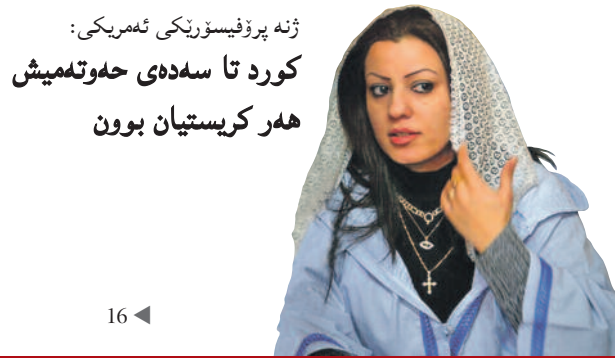 ژنە پرۆفیسۆرێکی ئەمریکی:
کورد تا سەدەی حەوتەمیش
هەر کریستیان بوون
16 ◀